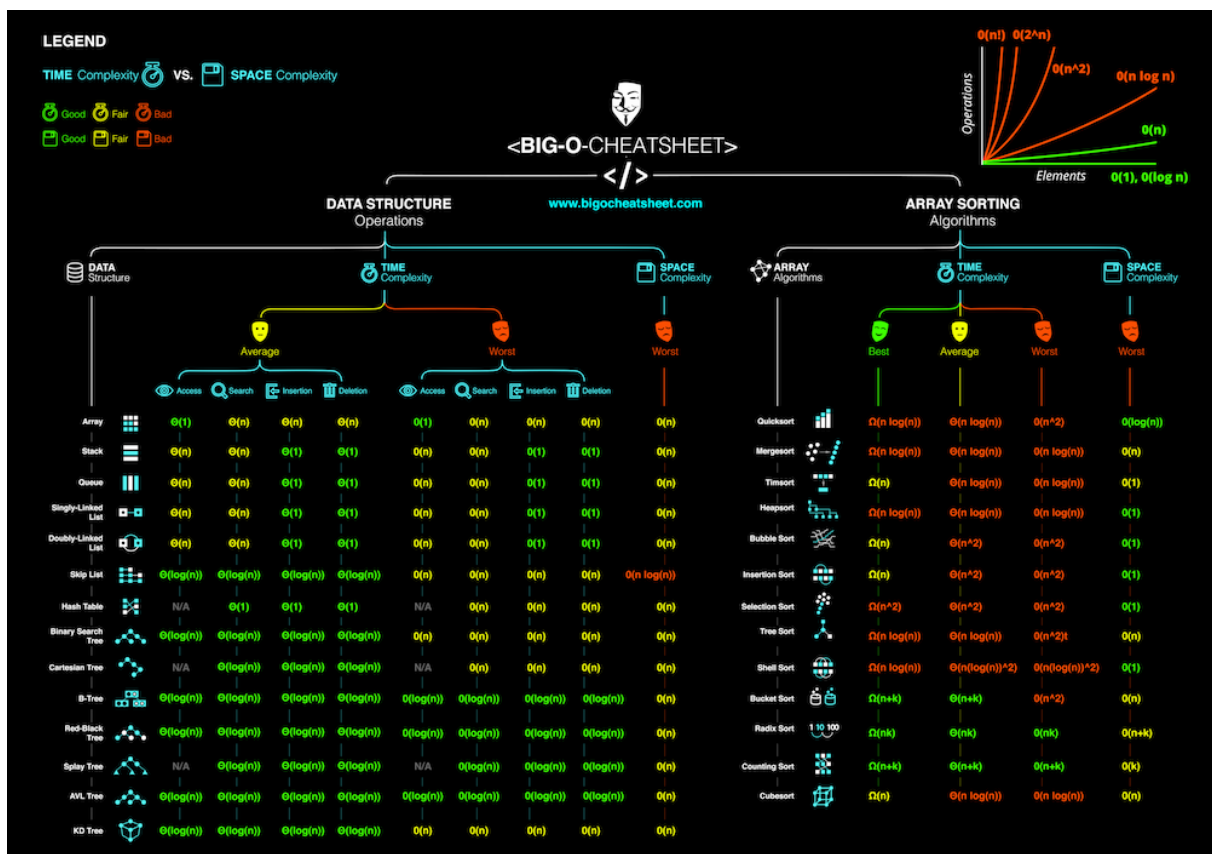 LEGEND
TIME Complexity VS. SPACE Complexity
Good Fair Bad
Good Fair Bad
<BIG-O-CHEATSHEET>
</>
www.bigocheatsheet.com
O(n!) O(2^n)
O(n^2)
O(n log n)
O(n)
O(1), O(log n)
Operations
Elements
DATA STRUCTURE
Operations
ARRAY SORTING
Algorithms
DATA
Structure
TIME
Complexity
SPACE
Complexity
Average Worst Worst
Access Search Insertion Deletion Access Search Insertion Deletion
Array Θ(1) Θ(n) Θ(n) Θ(n) O(1) O(n) O(n) O(n) O(n)
Stack Θ(n) Θ(n) Θ(1) Θ(1) O(n) O(n) O(1) O(1) O(n)
Queue Θ(n) Θ(n) Θ(1) Θ(1) O(n) O(n) O(1) O(1) O(n)
Singly-Linked
List Θ(n) Θ(n) Θ(1) Θ(1) O(n) O(n) O(1) O(1) O(n)
Doubly-Linked
List Θ(n) Θ(n) Θ(1) Θ(1) O(n) O(n) O(1) O(1) O(n)
Skip List Θ(log(n)) Θ(log(n)) Θ(log(n)) Θ(log(n)) O(n) O(n) O(n) O(n) O(n log(n))
Hash Table N/A Θ(1) Θ(1) Θ(1) N/A O(n) O(n) O(n) O(n)
Binary Search
Tree Θ(log(n)) Θ(log(n)) Θ(log(n)) Θ(log(n)) O(n) O(n) O(n) O(n) O(n)
Cartesian Tree N/A Θ(log(n)) Θ(log(n)) Θ(log(n)) N/A O(n) O(n) O(n) O(n)
B-Tree Θ(log(n)) Θ(log(n)) Θ(log(n)) Θ(log(n)) O(log(n)) O(log(n)) O(log(n)) O(log(n)) O(n)
Red-Black
Tree Θ(log(n)) Θ(log(n)) Θ(log(n)) Θ(log(n)) O(log(n)) O(log(n)) O(log(n)) O(log(n)) O(n)
Splay Tree N/A Θ(log(n)) Θ(log(n)) Θ(log(n)) N/A O(log(n)) O(log(n)) O(log(n)) O(n)
AVL Tree Θ(log(n)) Θ(log(n)) Θ(log(n)) Θ(log(n)) O(log(n)) O(log(n)) O(log(n)) O(log(n)) O(n)
KD Tree Θ(log(n)) Θ(log(n)) Θ(log(n)) Θ(log(n)) O(n) O(n) O(n) O(n) O(n)
ARRAY
Algorithms
TIME
Complexity
SPACE
Complexity
Best Average Worst Worst
Quicksort Ω(n log(n)) Θ(n log(n)) O(n^2) O(log(n))
Mergesort Ω(n log(n)) Θ(n log(n)) O(n log(n)) O(n)
Timsort Ω(n) Θ(n log(n)) O(n log(n)) O(1)
Heapsort Ω(n log(n)) Θ(n log(n)) O(n log(n)) O(1)
Bubble Sort Ω(n) Θ(n^2) O(n^2) O(1)
Insertion Sort Ω(n) Θ(n^2) O(n^2) O(1)
Selection Sort Ω(n^2) Θ(n^2) O(n^2) O(1)
Tree Sort Ω(n log(n)) Θ(n log(n)) O(n^2)t O(n)
Shell Sort Ω(n log(n)) Θ(n(log(n))^2) O(n(log(n))^2) O(1)
Bucket Sort Ω(n+k) Θ(n+k) O(n^2) O(n)
Radix Sort 1 10 100 Ω(nk) Θ(nk) O(nk) O(n+k)
Counting Sort Ω(n+k) Θ(n+k) O(n+k) O(k)
Cubesort Ω(n) Θ(n log(n)) O(n log(n)) O(n)